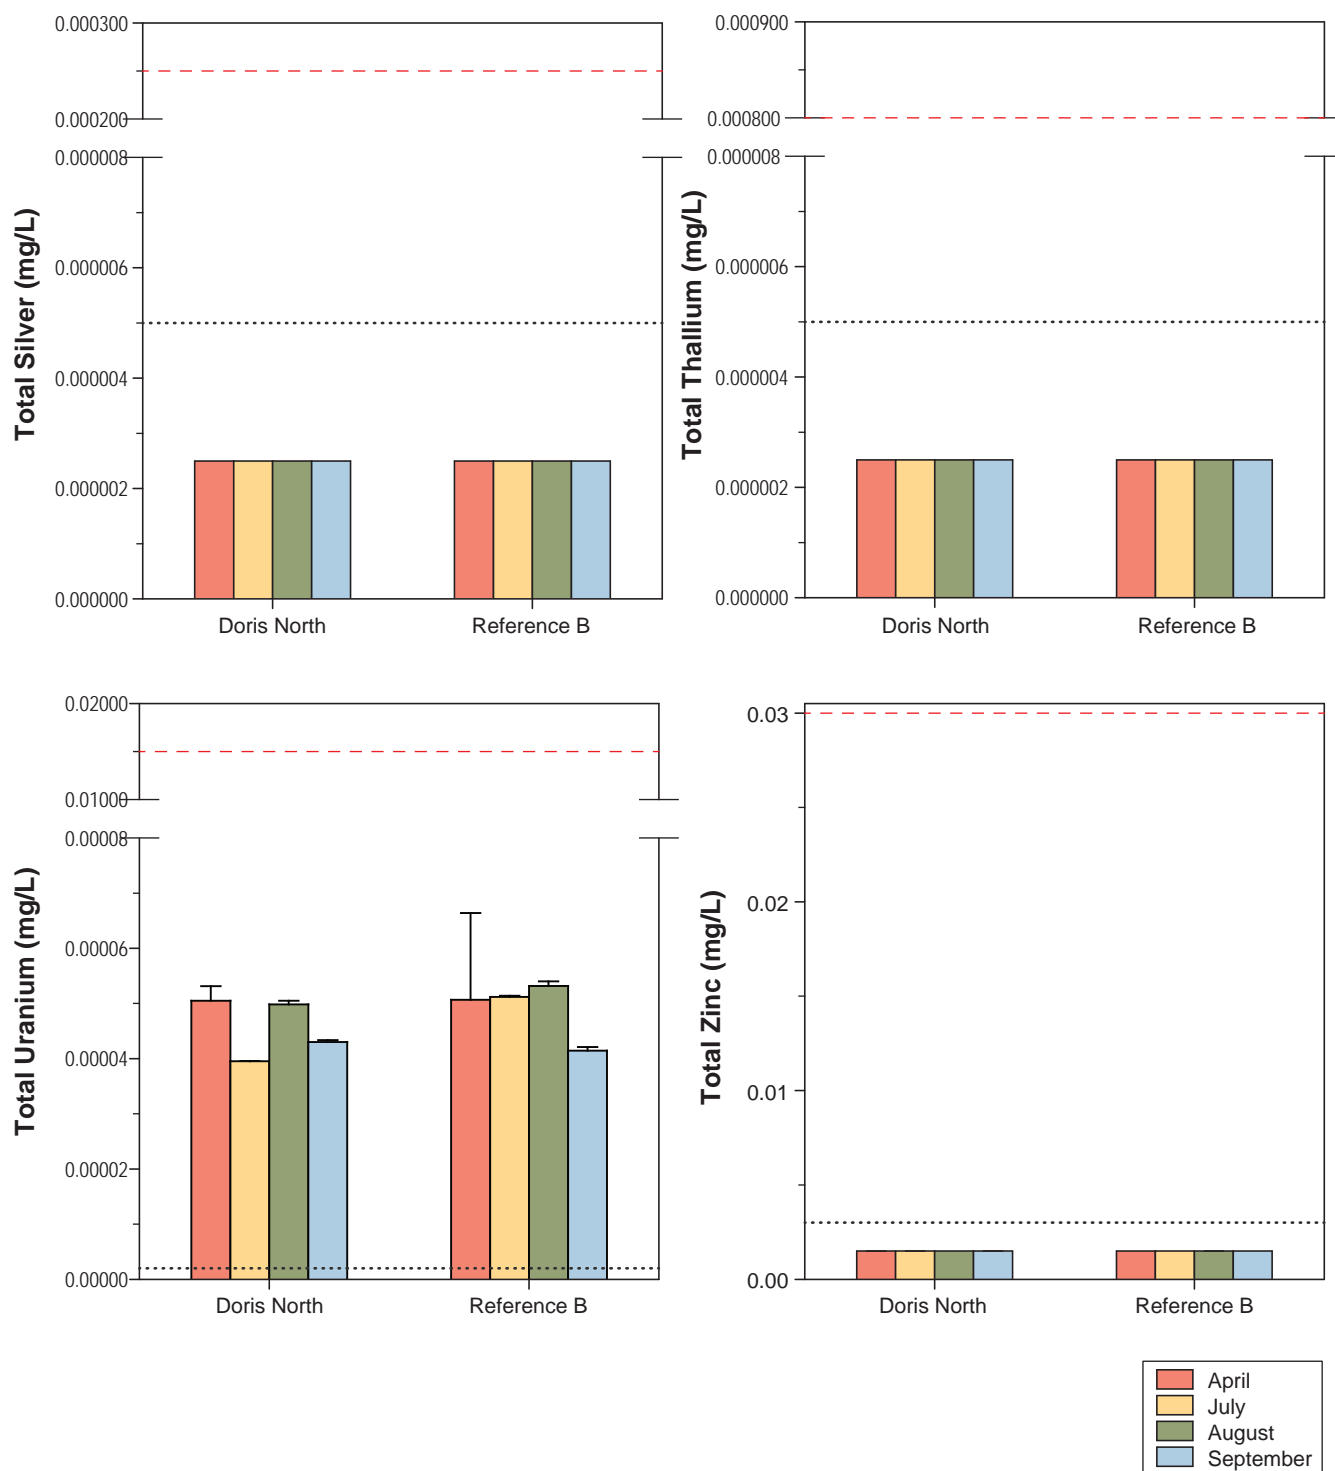 Total Silver (mg/L)
0.000300
0.000200
0.000008
0.000006
0.000004
0.000002
0.000000
Doris North
Reference B
Total Thallium (mg/L)
0.000900
0.000800
0.000008
0.000006
0.000004
0.000002
0.000000
Doris North
Reference B
Total Uranium (mg/L)
0.02000
0.01000
0.00008
0.00006
0.00004
0.00002
0.00000
Doris North
Reference B
Total Zinc (mg/L)
0.03
0.02
0.01
0.00
Doris North
Reference B
April
July
August
September